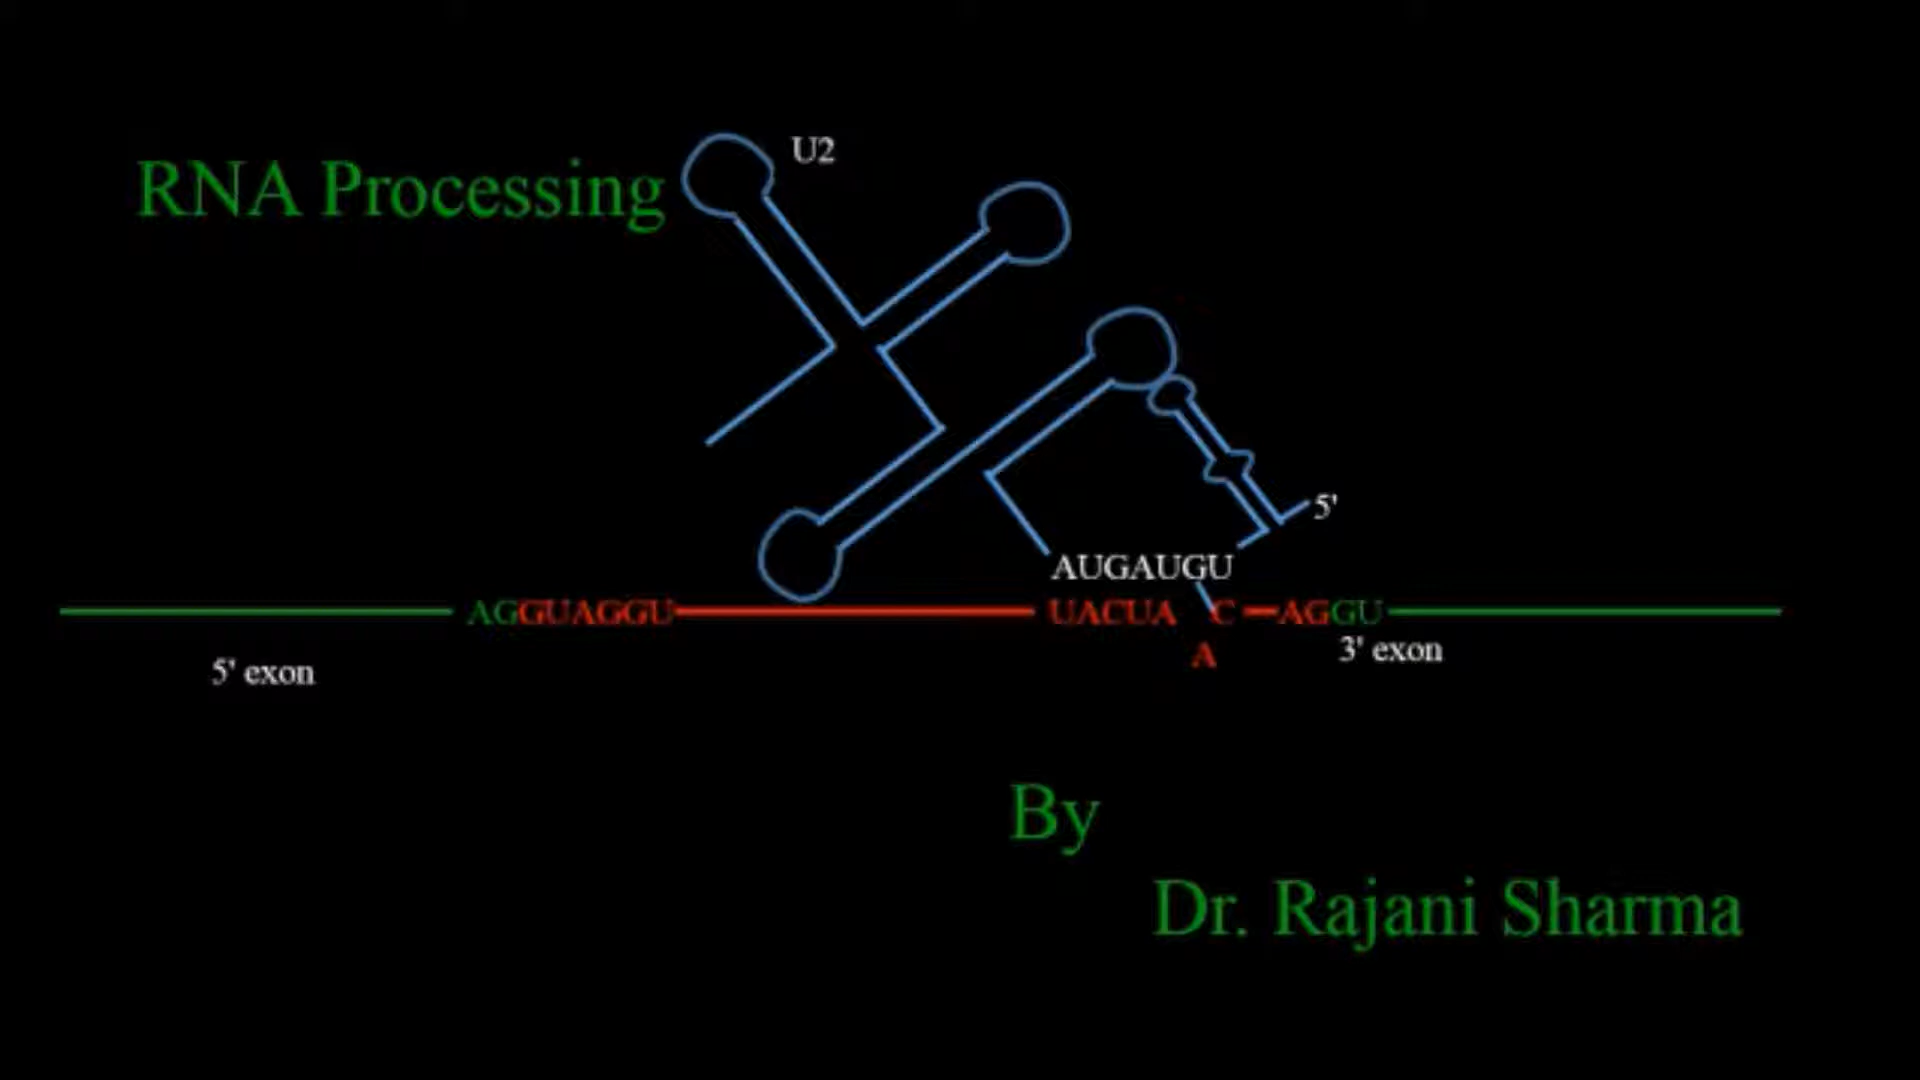 RNA Processing
U2
5'
AUGAUGU
AGGUAGGU UACUA C AGGU
A
5' exon
3' exon
By
Dr. Rajani Sharma